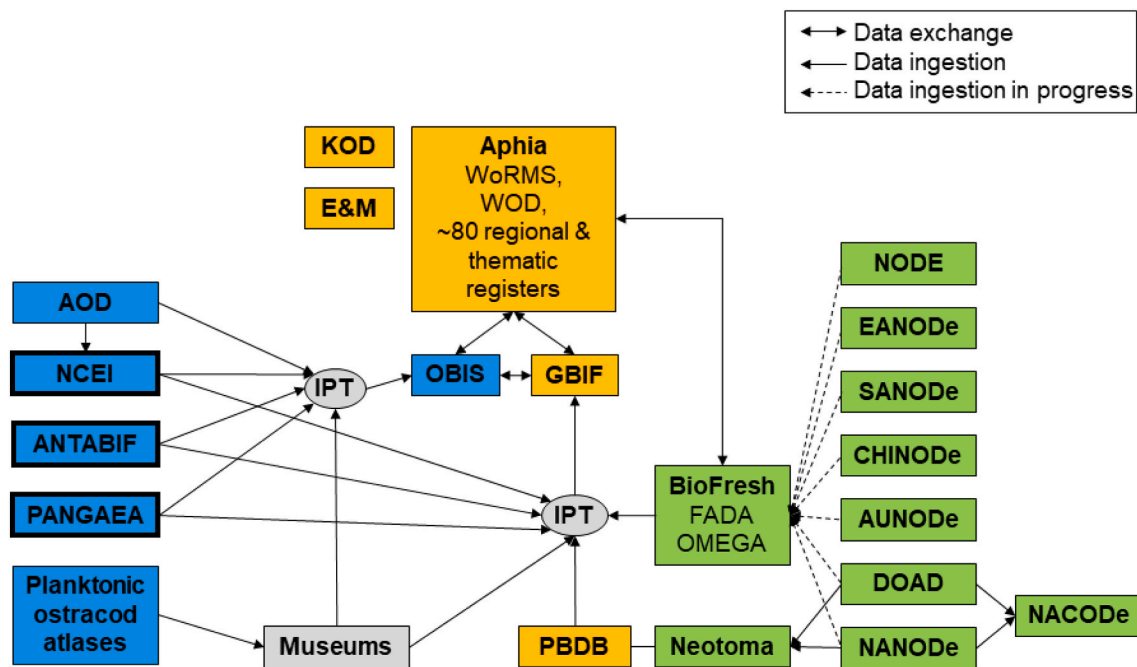 Data exchange
Data ingestion
Data ingestion in progress
KOD
E&M
Aphia
WoRMS,
WOD,
~80 regional &
thematic
registers
AOD
NCEI
ANTABIF
PANGAEA
Planktonic
ostracod
atlases
IPT
OBIS
GBIF
IPT
Museums
PBDB
BioFresh
FADA
OMEGA
Neotoma
NODE
EANODe
SANODe
CHINODe
AUNODe
DOAD
NANODe
NACODe